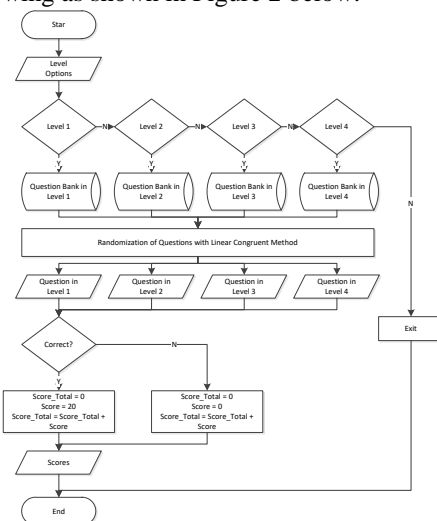 wing as shown in Figure 2 below.
Star
Level
Options
Level 1
N
Level 2
N
Level 3
N
Level 4
Y
Y
Y
Y
N
Question Bank in
Level 1
Question Bank in
Level 2
Question Bank in
Level 3
Question Bank in
Level 4
Randomization of Questions with Linear Congruent Method
Question in
Level 1
Question in
Level 2
Question in
Level 3
Question in
Level 4
Exit
Correct?
N
Y
Score_Total = 0
Score = 20
Score_Total = Score_Total +
Score
Score_Total = 0
Score = 0
Score_Total = Score_Total +
Score
Scores
End